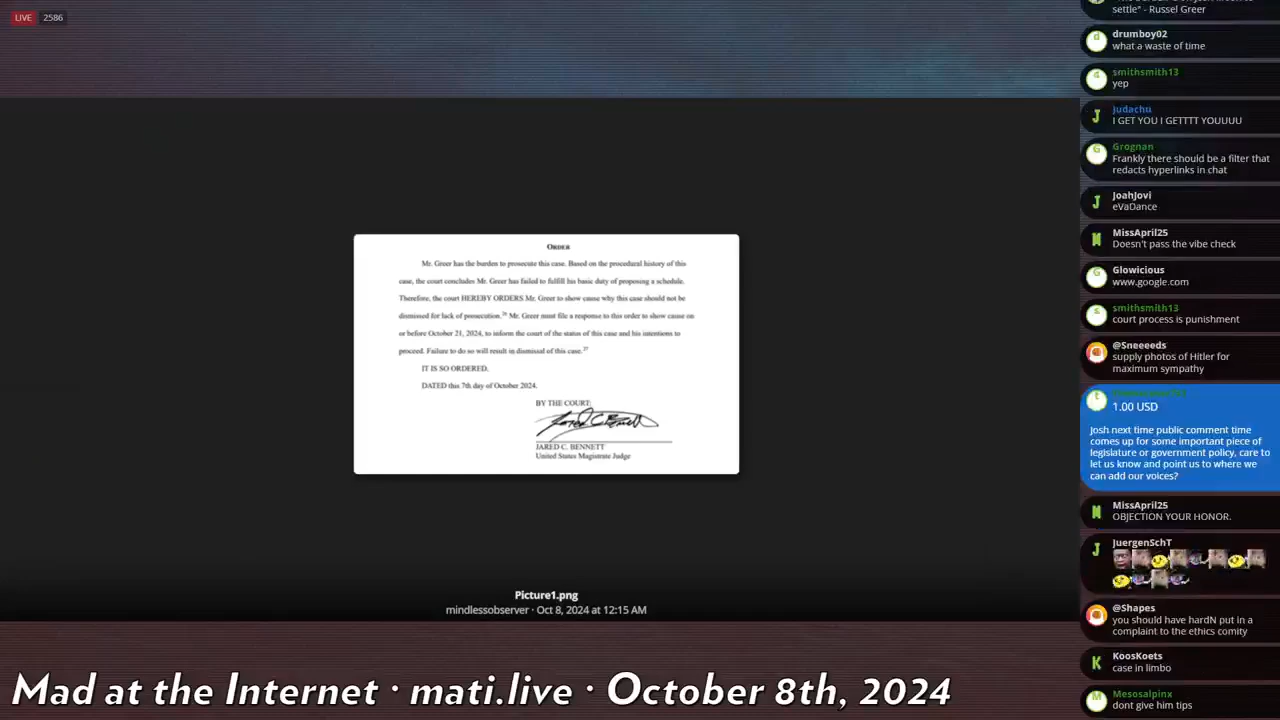 LIVE 2586
settle" - Russel Greer
drumboy02
what a waste of time
smithsmith13
yep
judachu
I GET YOU I GETTTT YOUUUU
Grognan
Frankly there should be a filter that
redacts hyperlinks in chat
JoahJovi
eVaDance
MissApril25
Doesn't pass the vibe check
Glowicious
www.google.com
smithsmith13
court process is punishment
@Sneeeeds
supply photos of Hitler for
maximum sympathy
1.00 USD
Josh next time public comment time
comes up for some important piece of
legislature or government policy, care to
let us know and point us to where we
can add our voices?
MissApril25
OBJECTION YOUR HONOR.
JuergenSchT
@Shapes
you should have hardN put in a
complaint to the ethics comity
KoosKoets
case in limbo
Mesosalpinx
dont give him tips
ORDER
Mr. Greer has the burden to prosecute this case. Based on the procedural history of this
case, the court concludes Mr. Greer has failed to fulfill his basic duty of proposing a schedule.
Therefore, the court HEREBY ORDERS Mr. Greer to show cause why this case should not be
dismissed for lack of prosecution.26 Mr. Greer must file a response to this order to show cause on
or before October 21, 2024, to inform the court of the status of this case and his intentions to
proceed. Failure to do so will result in dismissal of this case.27
IT IS SO ORDERED.
DATED this 7th day of October 2024.
BY THE COURT:
Jared C. Bennett
JARED C. BENNETT
United States Magistrate Judge
Picture1.png
mindlessobserver · Oct 8, 2024 at 12:15 AM
Mad at the Internet · mati.live · October 8th, 2024